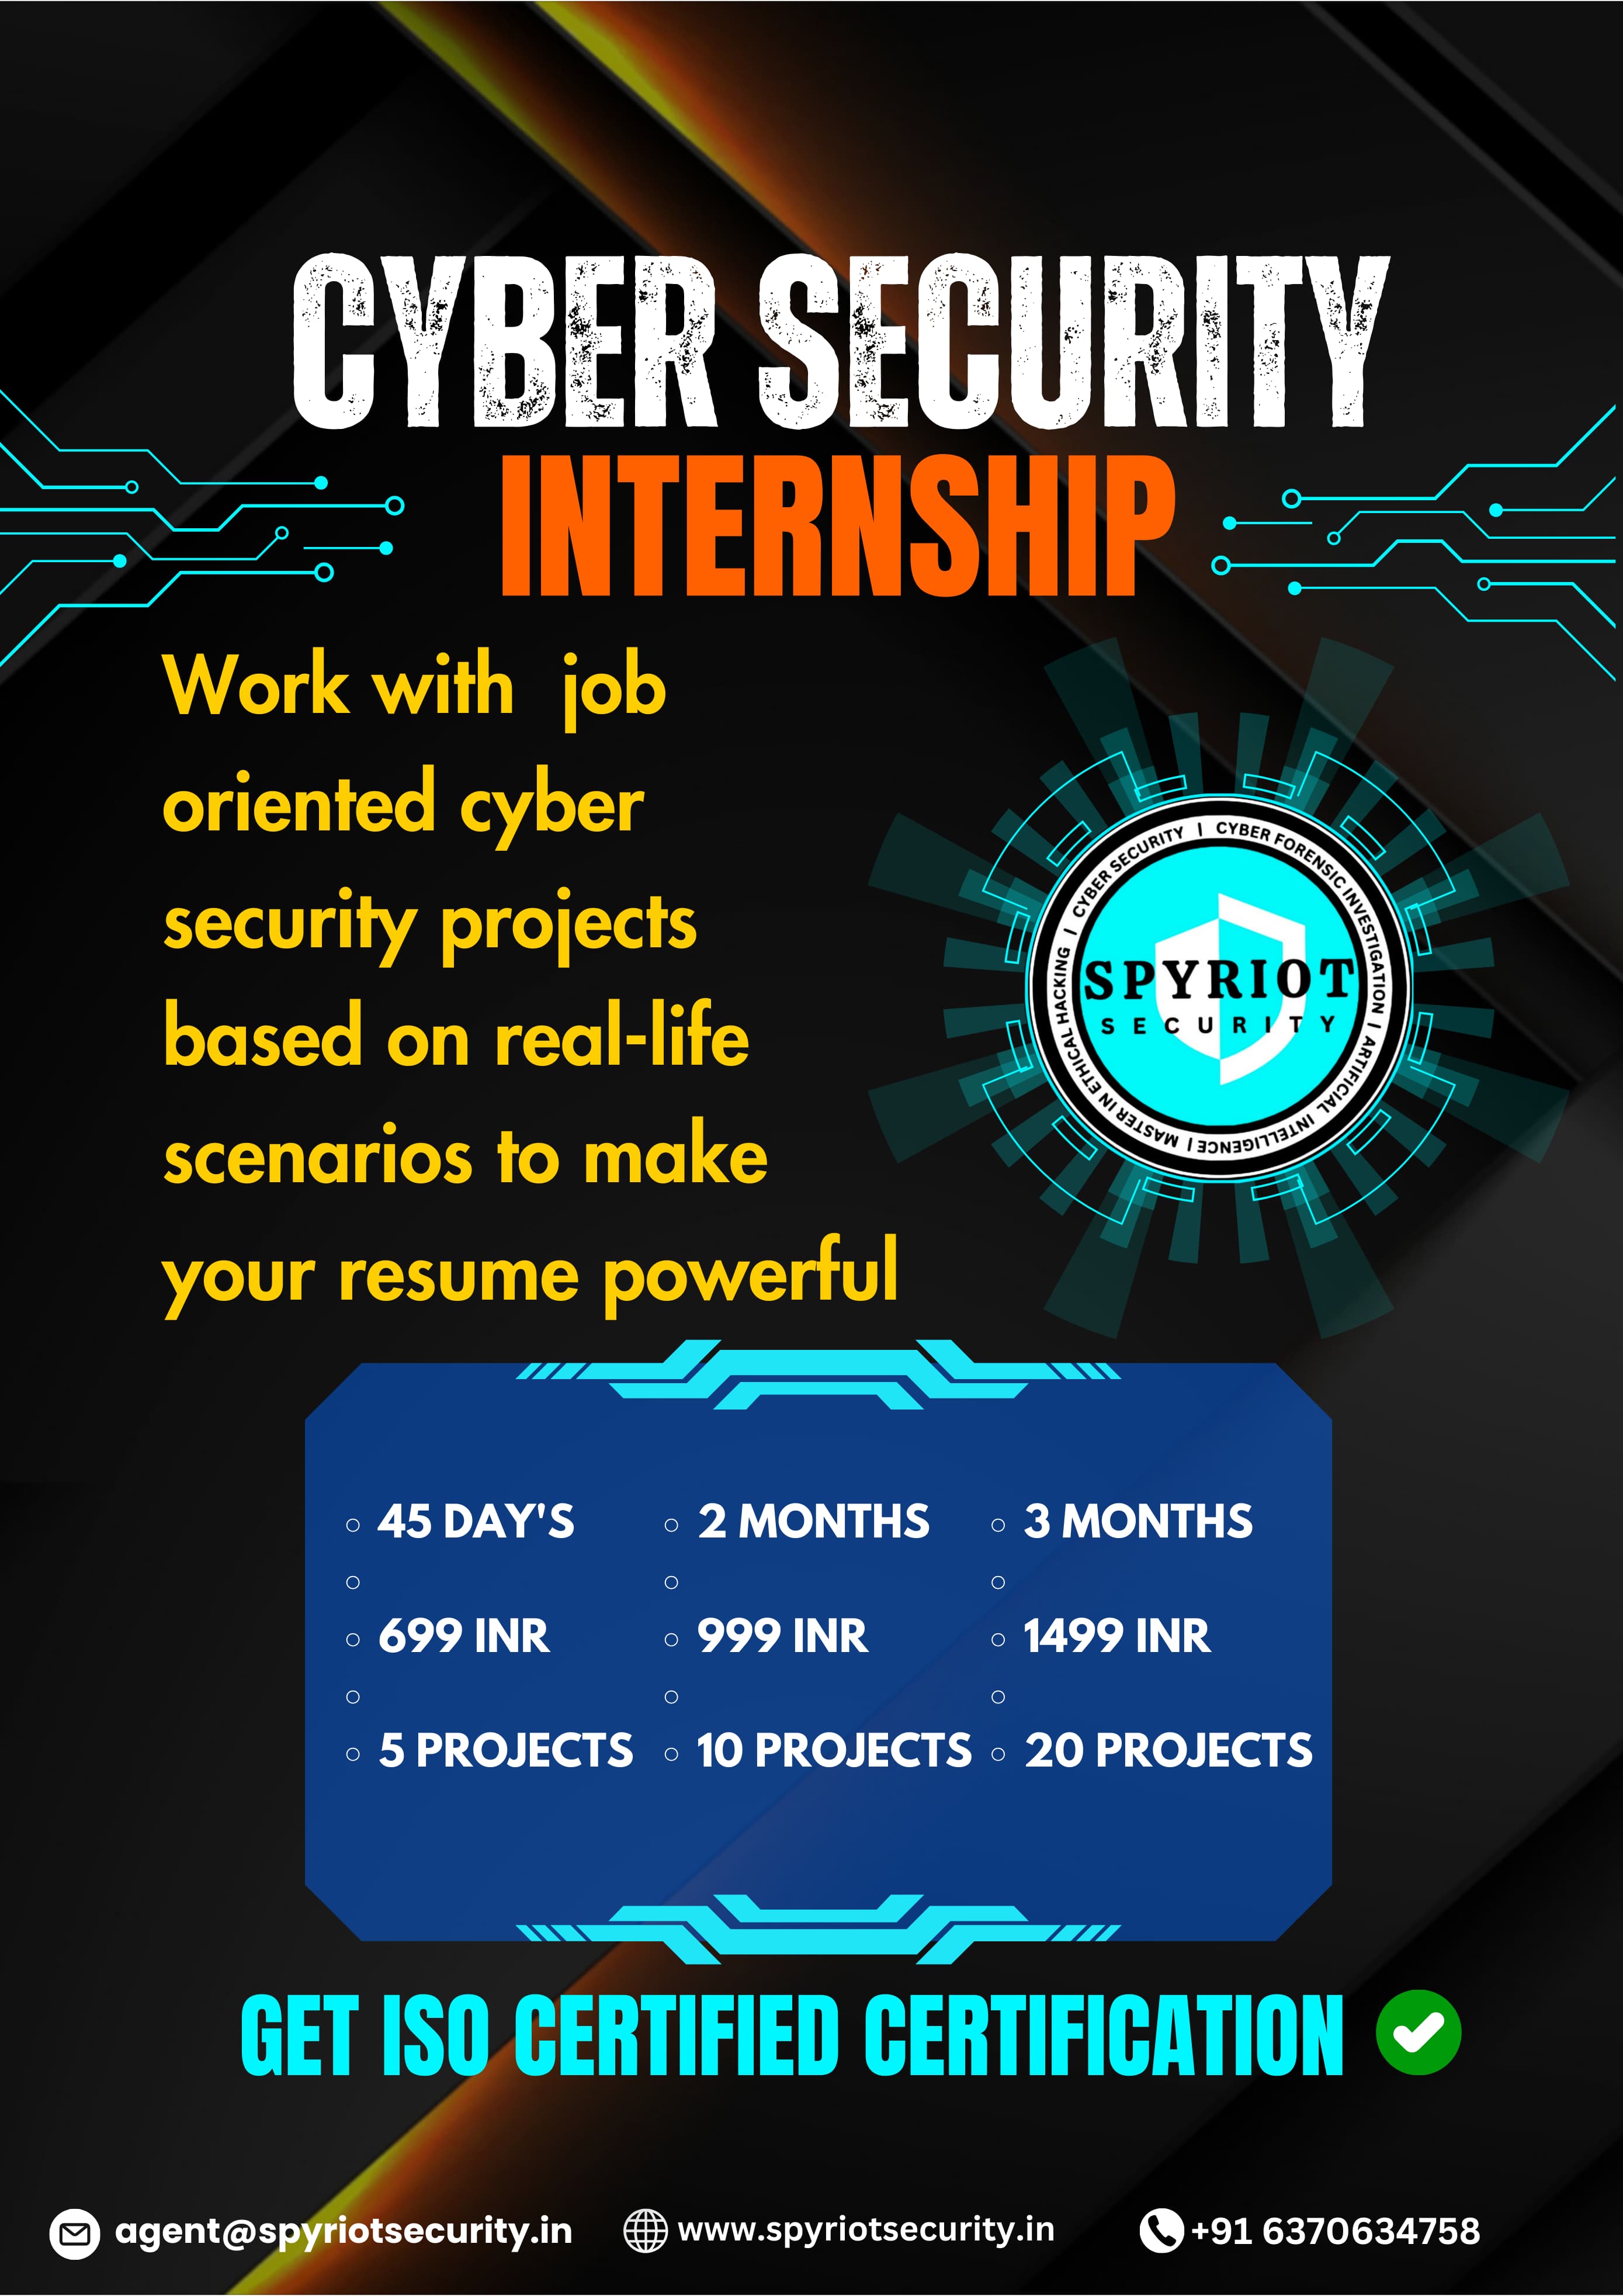 CYBER SECURITY
INTERNSHIP
Work with job
oriented cyber
security projects
based on real-life
scenarios to make
your resume powerful
MASTER IN ETHICAL HACKING | CYBER SECURITY | CYBER FORENSIC INVESTIGATION | ARTIFICIAL INTELLIGENCE |
SPYRIOT
SECURITY
45 DAY'S 2 MONTHS 3 MONTHS
699 INR 999 INR 1499 INR
5 PROJECTS 10 PROJECTS 20 PROJECTS
GET ISO CERTIFIED CERTIFICATION
agent@spyriotsecurity.in www.spyriotsecurity.in +91 6370634758